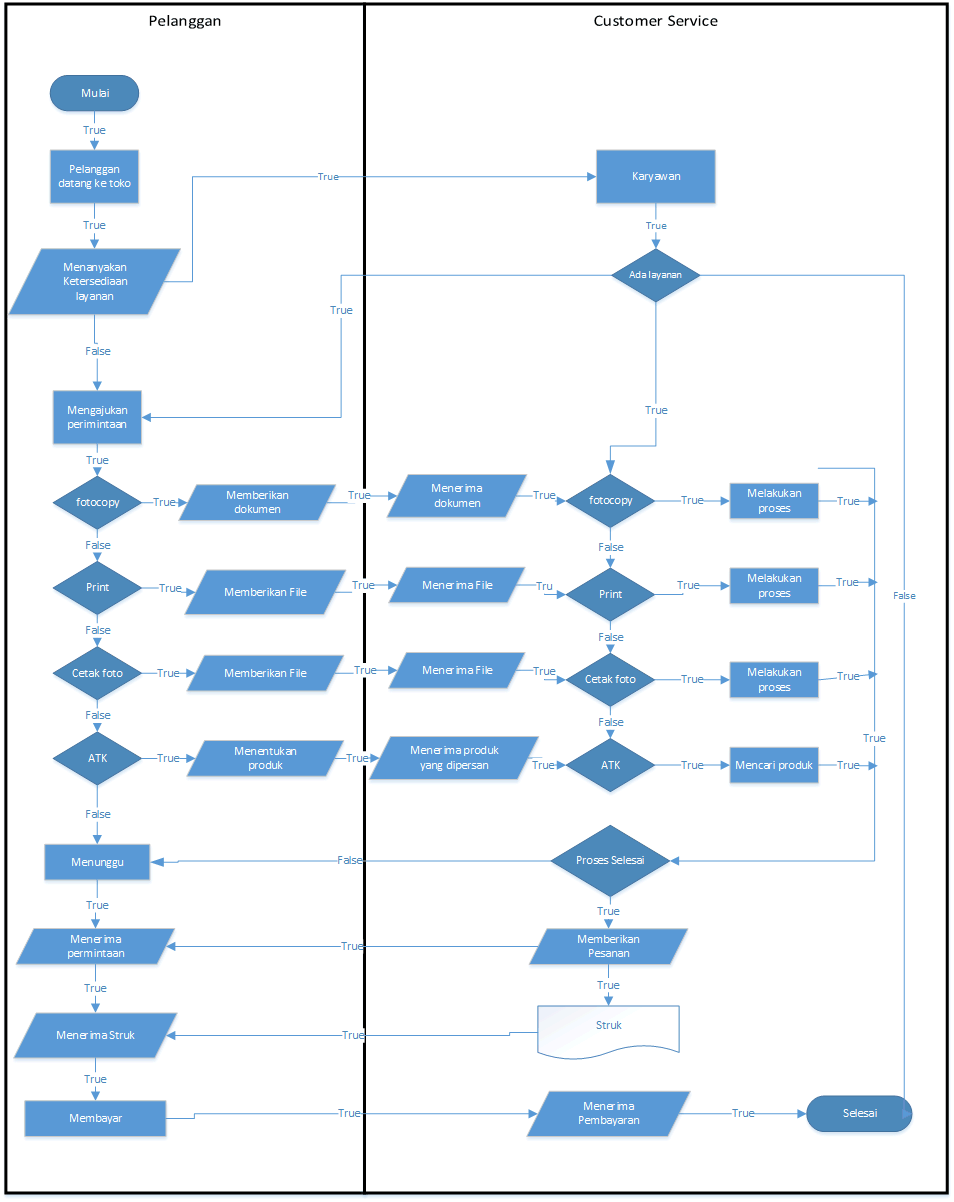 Pelanggan
Customer Service
Mulai
True
Pelanggan
datang ke toko
True
Karyawan
True
True
Menanyakan
Ketersediaan
layanan
Ada layanan
True
False
True
Mengajukan
perimintaan
True
fotocopy
True
Memberikan
dokumen
True
Menerima
dokumen
True
fotocopy
True
Melakukan
proses
True
False
False
Print
True
Memberikan File
True
Menerima File
Tru
Print
True
Melakukan
proses
True
False
False
False
Cetak foto
True
Memberikan File
True
Menerima File
True
Cetak foto
True
Melakukan
proses
True
False
False
True
ATK
True
Menentukan
produk
True
Menerima produk
yang dipersan
True
ATK
True
Mencari produk
True
False
Menunggu
False
Proses Selesai
True
True
Menerima
permintaan
True
Memberikan
Pesanan
True
True
Menerima Struk
True
Struk
True
Membayar
True
Menerima
Pembayaran
True
Selesai